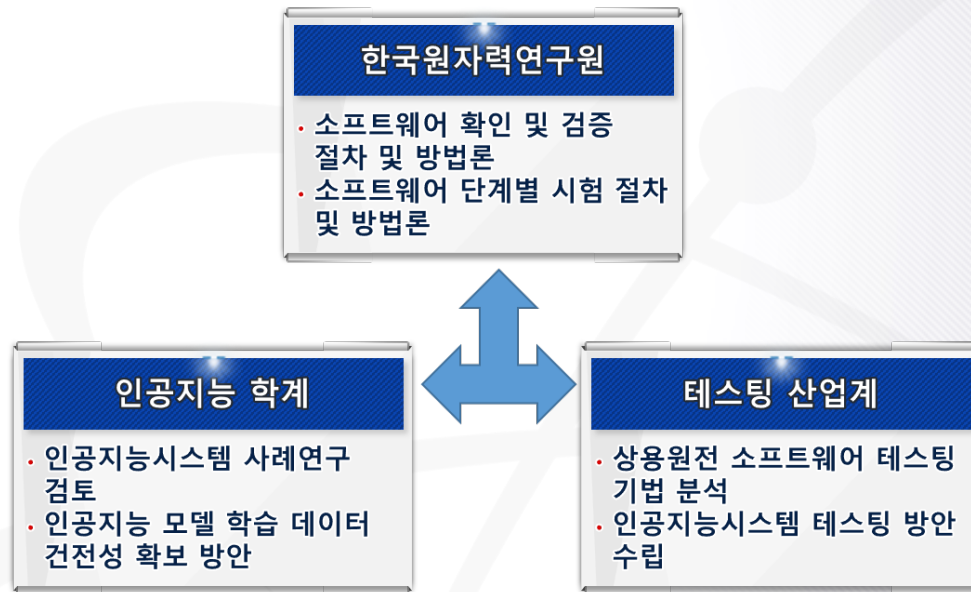 한국원자력연구원
• 소프트웨어 확인 및 검증
절차 및 방법론
• 소프트웨어 단계별 시험 절차
및 방법론
인공지능 학계
• 인공지능시스템 사례연구
검토
• 인공지능 모델 학습 데이터
건전성 확보 방안
테스팅 산업계
• 상용원전 소프트웨어 테스팅
기법 분석
• 인공지능시스템 테스팅 방안
수립